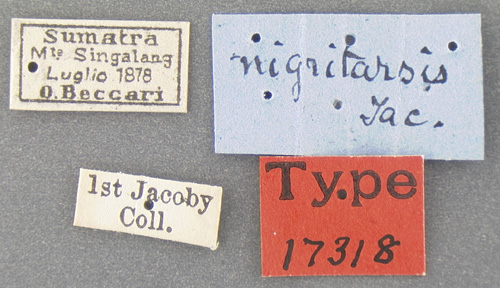 Sumatra
Mte Singalang
Luglio 1878
O. Beccari
nigritarsis
Jac.
1st Jacoby
Coll.
Type
17318